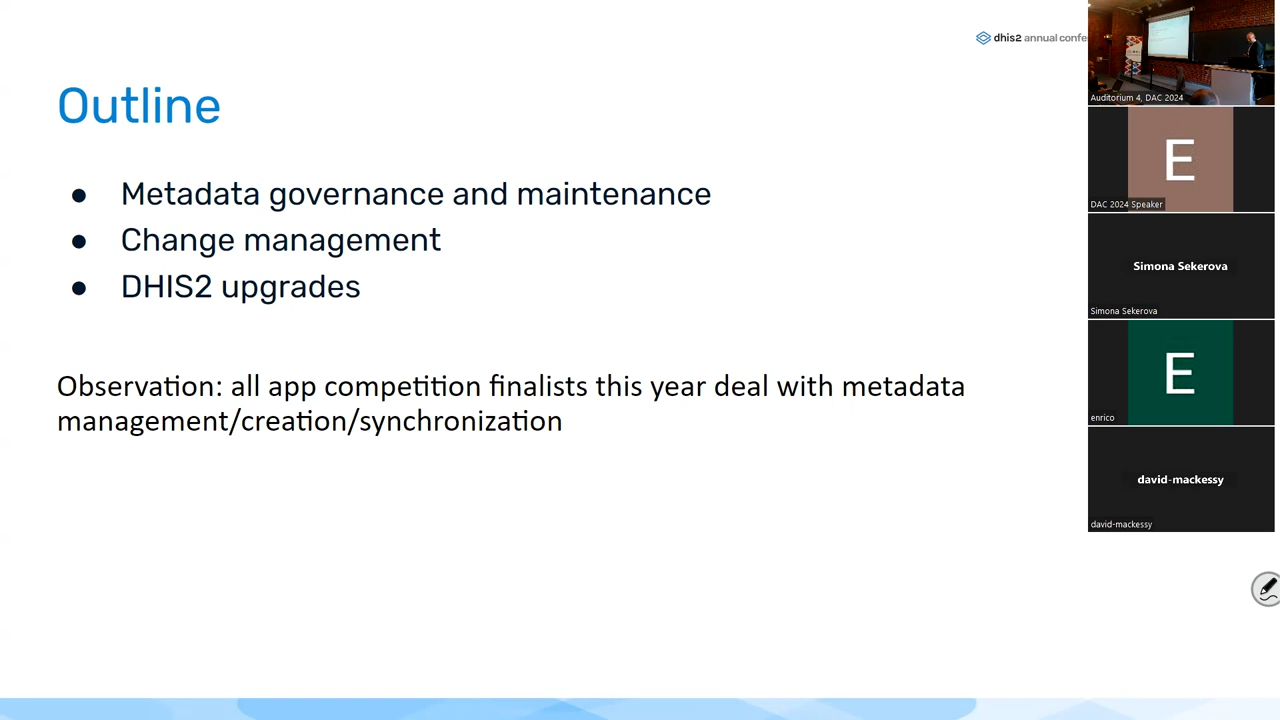 dhis2 annual confe
Outline
● Metadata governance and maintenance
● Change management
● DHIS2 upgrades
Observation: all app competition finalists this year deal with metadata
management/creation/synchronization
Auditorium 4, DAC 2024
E
DAC 2024 Speaker
Simona Sekerova
Simona Sekerova
E
enrico
david-mackessy
david-mackessy